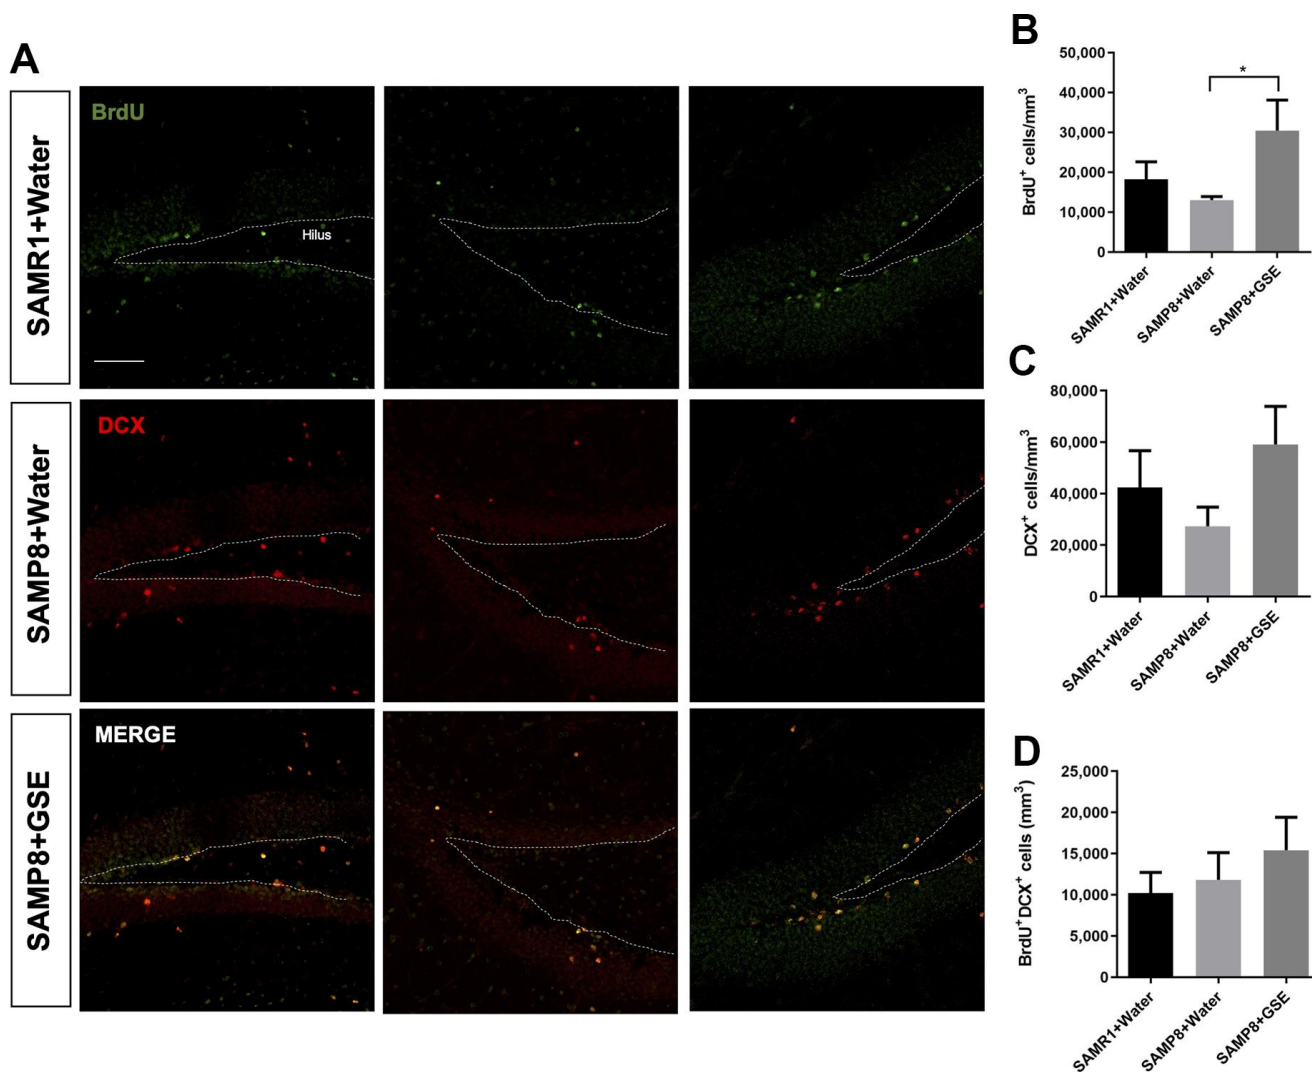 A
SAMR1+Water
SAMP8+Water
SAMP8+GSE
BrdU
Hilus
DCX
MERGE
B
BrdU⁺ cells/mm³
50,000
40,000
30,000
20,000
10,000
0
*
SAMR1+Water
SAMP8+Water
SAMP8+GSE
C
DCX⁺ cells/mm³
80,000
60,000
40,000
20,000
0
SAMR1+Water
SAMP8+Water
SAMP8+GSE
D
BrdU⁺DCX⁺ cells (mm³)
25,000
20,000
15,000
10,000
5,000
0
SAMR1+Water
SAMP8+Water
SAMP8+GSE